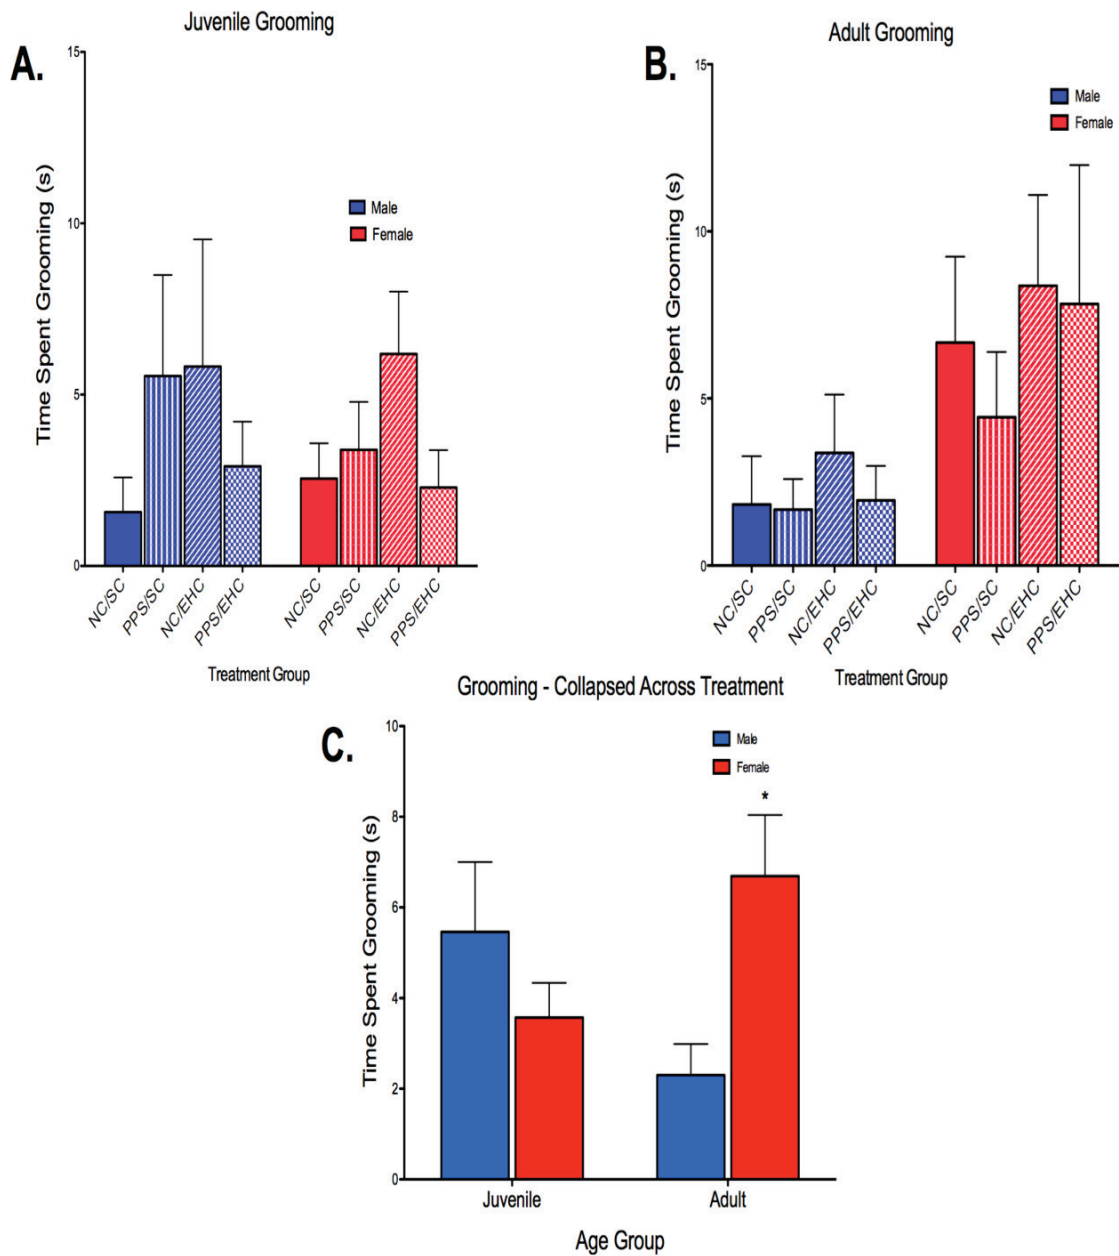 Juvenile Grooming
A.
Time Spent Grooming (s)
15
10
5
0
Male
Female
NC/SC
PPS/SC
NC/EHC
PPS/EHC
NC/SC
PPS/SC
NC/EHC
PPS/EHC
Treatment Group
Adult Grooming
B.
Time Spent Grooming (s)
15
10
5
0
Male
Female
NC/SC
PPS/SC
NC/EHC
PPS/EHC
NC/SC
PPS/SC
NC/EHC
PPS/EHC
Treatment Group
Grooming - Collapsed Across Treatment
C.
Time Spent Grooming (s)
10
8
6
4
2
0
Male
Female
*
Juvenile
Adult
Age Group